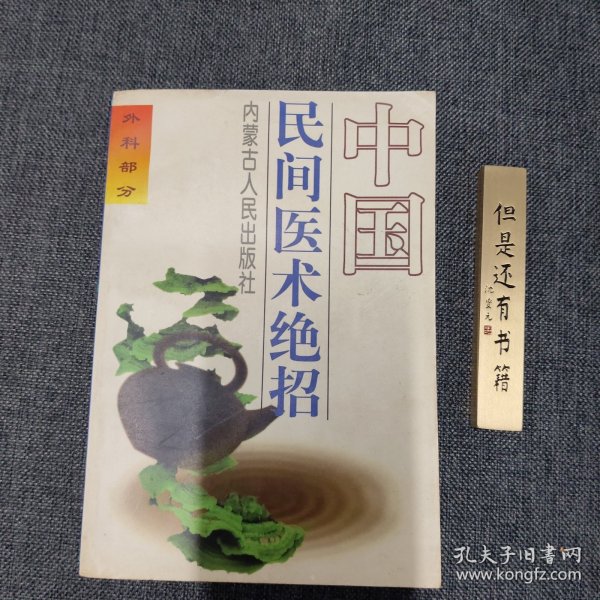 中国
民间医术绝招
内蒙古人民出版社
外科部分
但是还有书籍
孔夫子旧书网
www.kongfz.com